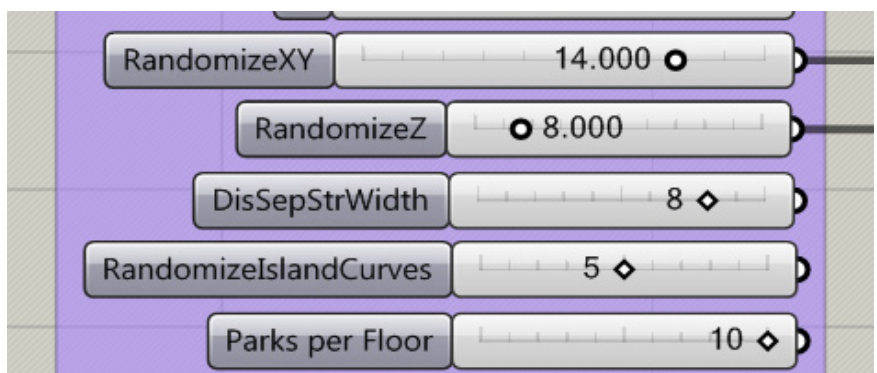 RandomizeXY 14.000
RandomizeZ 8.000
DisSepStrWidth 8
RandomizeIslandCurves 5
Parks per Floor 10